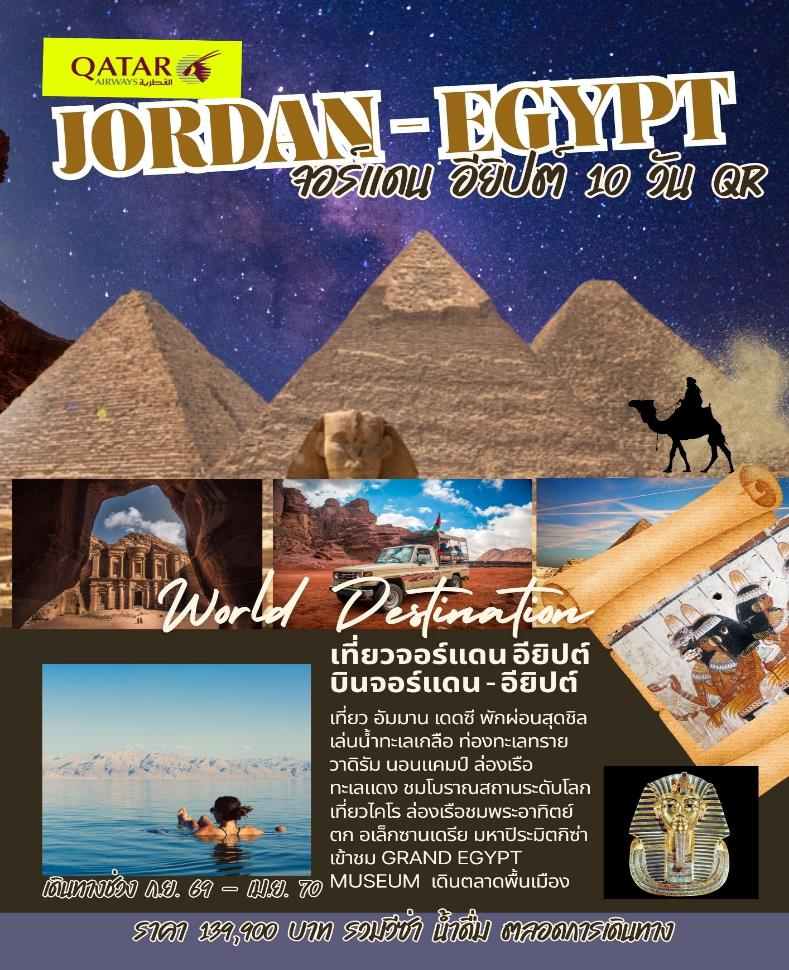 QATAR
AIRWAYS القطرية
JORDAN - EGYPT
จอร์แดน อียิปต์ 10 วัน QR
World Destination
เที่ยวจอร์แดน อียิปต์
บินจอร์แดน - อียิปต์
เที่ยว อัมมาน เดดซี พักผ่อนสุดชิล
เล่นน้ำทะเลเกลือ ท่องทะเลทราย
วาดิรัม นอนแคมป์ ล่องเรือ
ทะเลแดง ชมโบราณสถานระดับโลก
เที่ยวไคโร ล่องเรือชมพระอาทิตย์
ตก อเล็กซานเดรีย มหาปิระมิตกิซ่า
เข้าชม GRAND EGYPT
MUSEUM เดินตลาดพื้นเมือง
เดินทางช่วง ก.ย. 69 – เม.ย. 70
ราคา 139,900 บาท รวมวีซ่า น้ำดื่ม ตลอดการเดินทาง